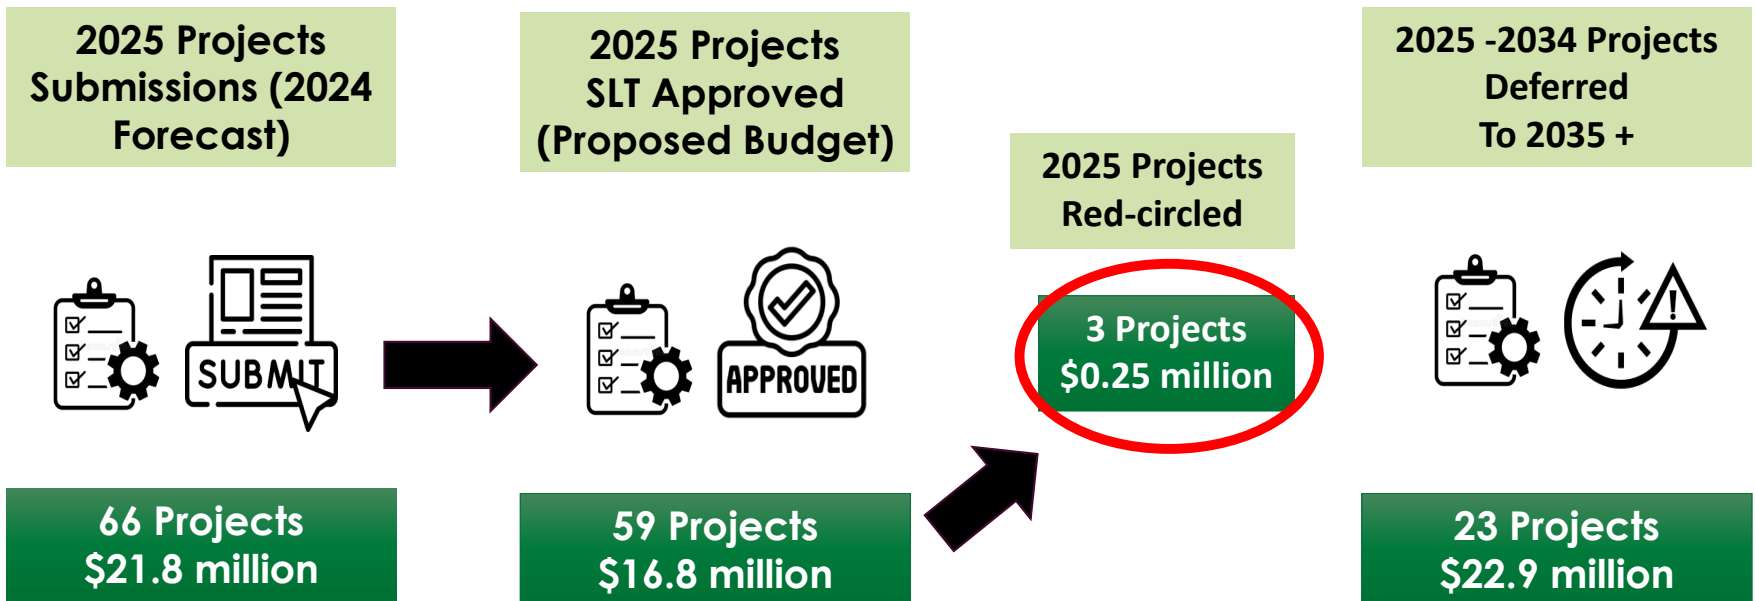 2025 Projects
Submissions (2024
Forecast)
SUBMIT
66 Projects
$21.8 million
2025 Projects
SLT Approved
(Proposed Budget)
APPROVED
59 Projects
$16.8 million
2025 Projects
Red-circled
3 Projects
$0.25 million
2025 -2034 Projects
Deferred
To 2035 +
23 Projects
$22.9 million